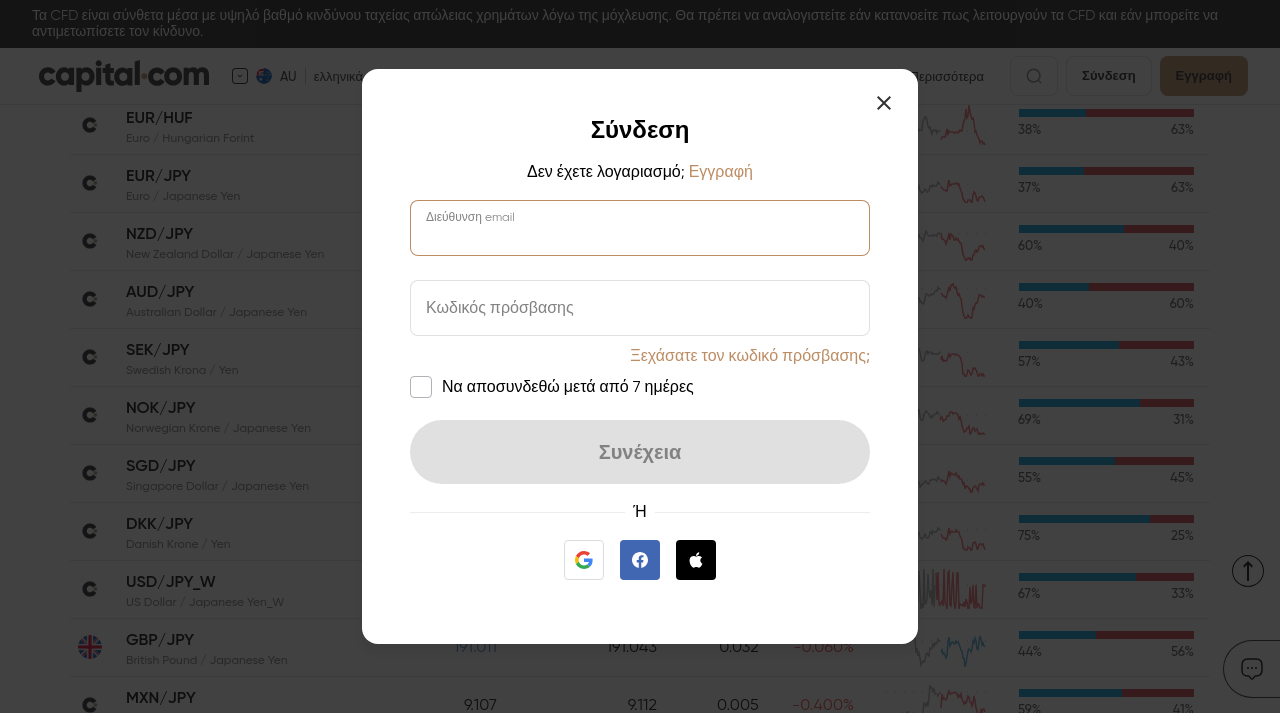 Τα CFD είναι σύνθετα μέσα με υψηλό βαθμό κινδύνου ταχείας απώλειας χρημάτων λόγω της μόχλευσης. Θα πρέπει να αναλογιστείτε εάν κατανοείτε πως λειτουργούν τα CFD και εάν μπορείτε να
αντιμετωπίσετε τον κίνδυνο.
capital.com AU ελληνικά Περισσότερα Σύνδεση Εγγραφή
EUR/HUF
Euro / Hungarian Forint
38% 63%
EUR/JPY
Euro / Japanese Yen
37% 63%
NZD/JPY
New Zealand Dollar / Japanese Yen
60% 40%
AUD/JPY
Australian Dollar / Japanese Yen
40% 60%
SEK/JPY
Swedish Krona / Yen
57% 43%
NOK/JPY
Norwegian Krone / Japanese Yen
69% 31%
SGD/JPY
Singapore Dollar / Japanese Yen
55% 45%
DKK/JPY
Danish Krone / Yen
75% 25%
USD/JPY_W
US Dollar / Japanese Yen_W
67% 33%
GBP/JPY
British Pound / Japanese Yen
191.011 191.043 0.032 -0.060%
44% 56%
MXN/JPY
9.107 9.112 0.005 -0.400%
59% 41%
Σύνδεση
Δεν έχετε λογαριασμό; Εγγραφή
Διεύθυνση email
Κωδικός πρόσβασης
Ξεχάσατε τον κωδικό πρόσβασης;
Να αποσυνδεθώ μετά από 7 ημέρες
Συνέχεια
Ή